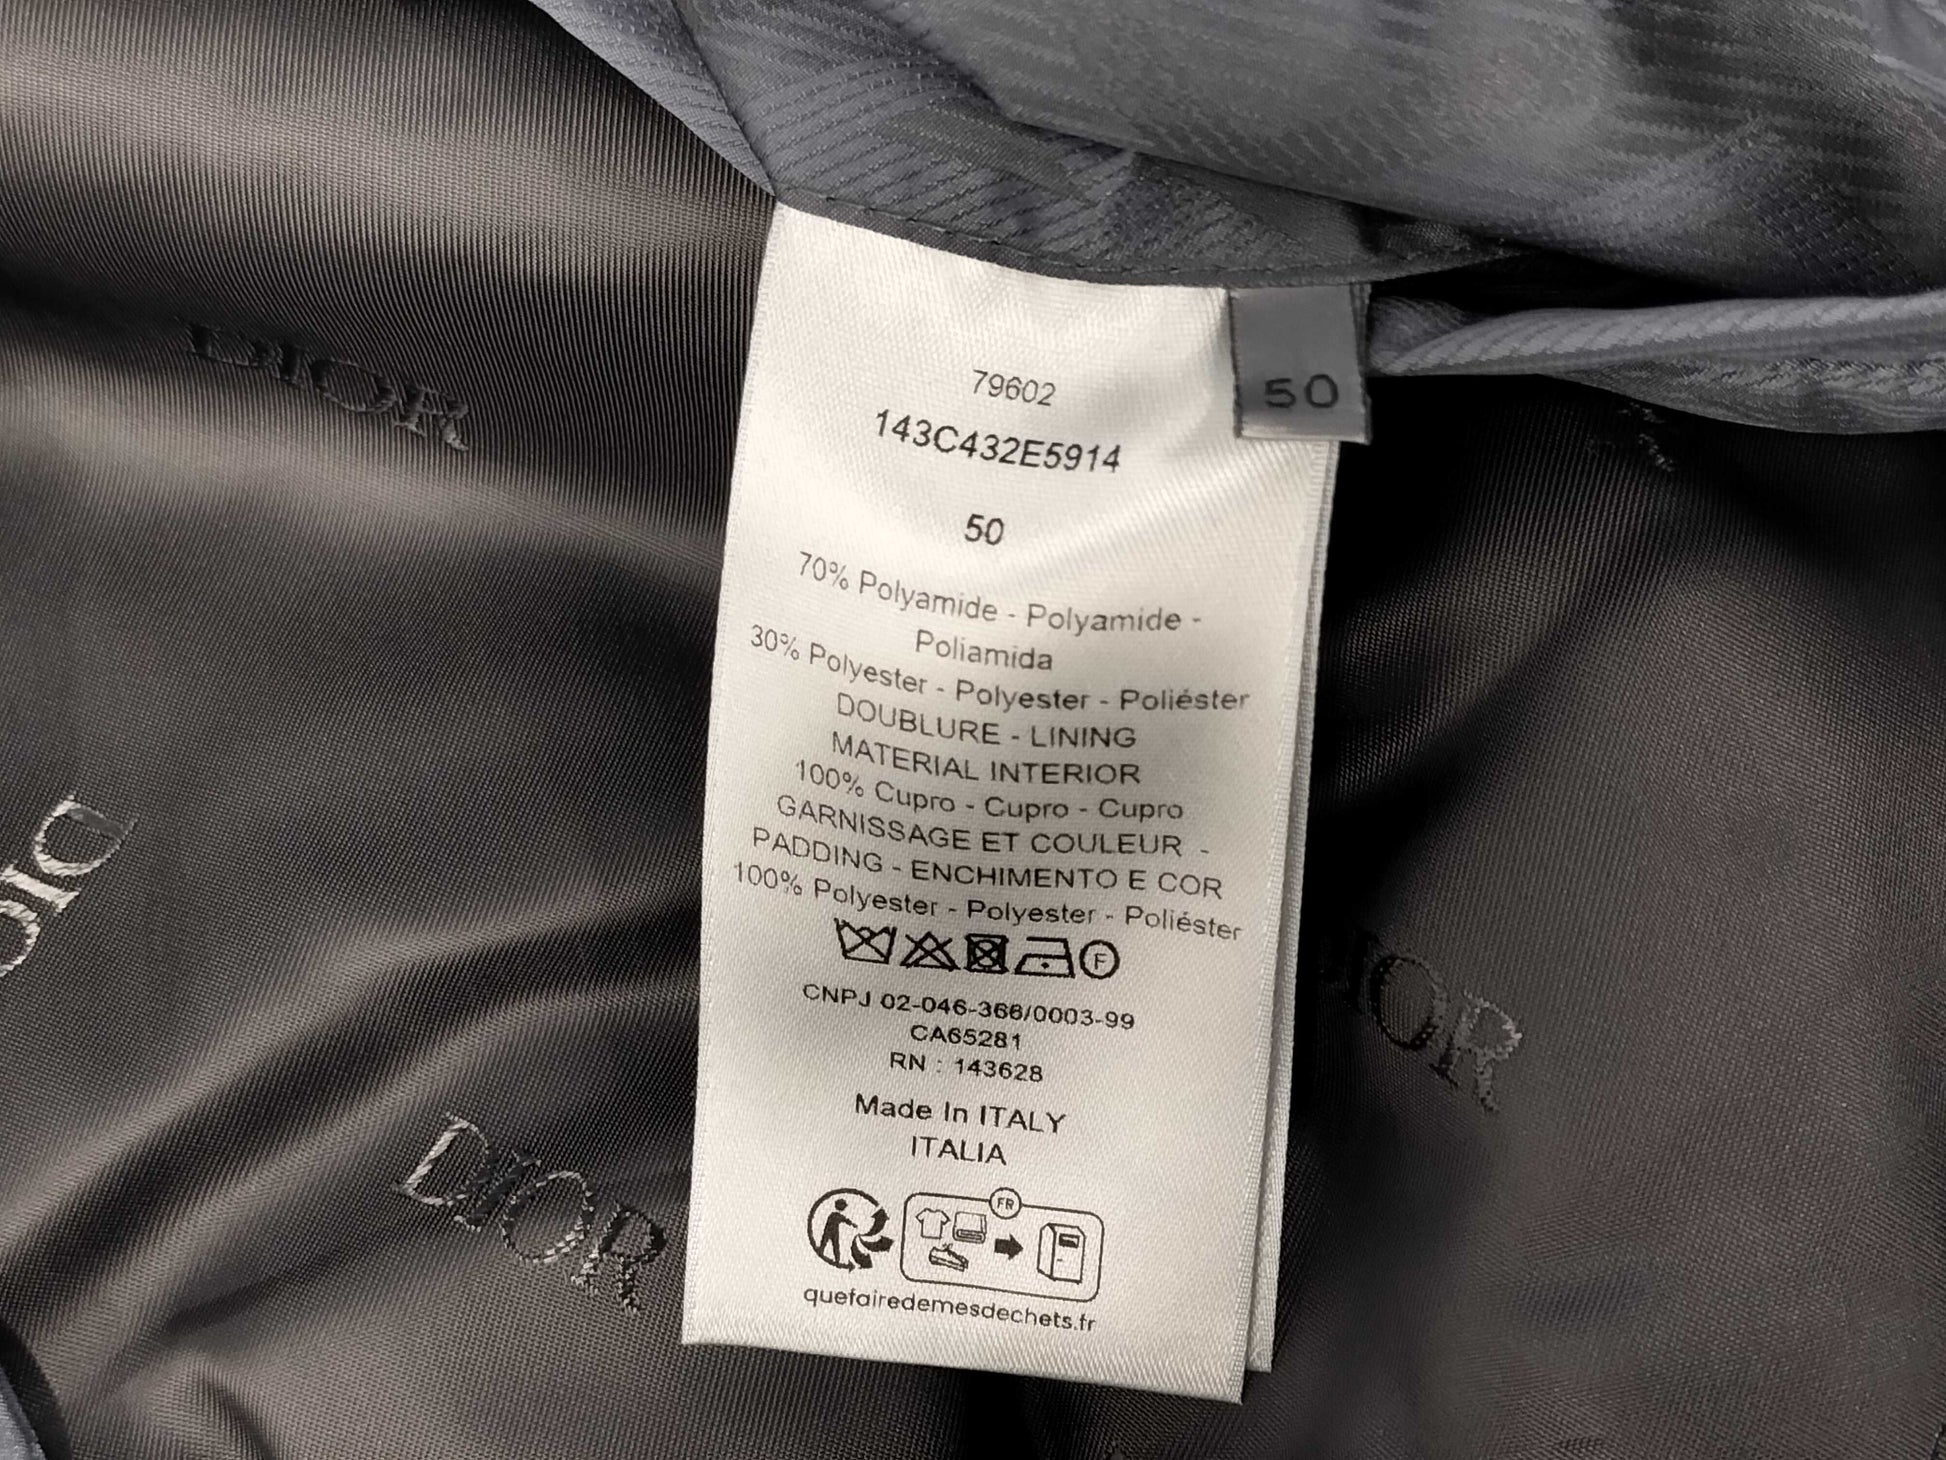 DIOR
79602
50
143C432E5914
50
70% Polyamide - Polyamide -
Poliamida
30% Polyester - Polyester - Poliéster
DOUBLURE - LINING
MATERIAL INTERIOR
100% Cupro - Cupro - Cupro
GARNISSAGE ET COULEUR -
PADDING - ENCHIMENTO E COR
100% Polyester - Polyester - Poliéster
F
CNPJ 02-046-366/0003-99
CA65281
RN : 143628
DIOR
Made In ITALY
ITALIA
DIOR
FR
quefairedemesdechets.fr